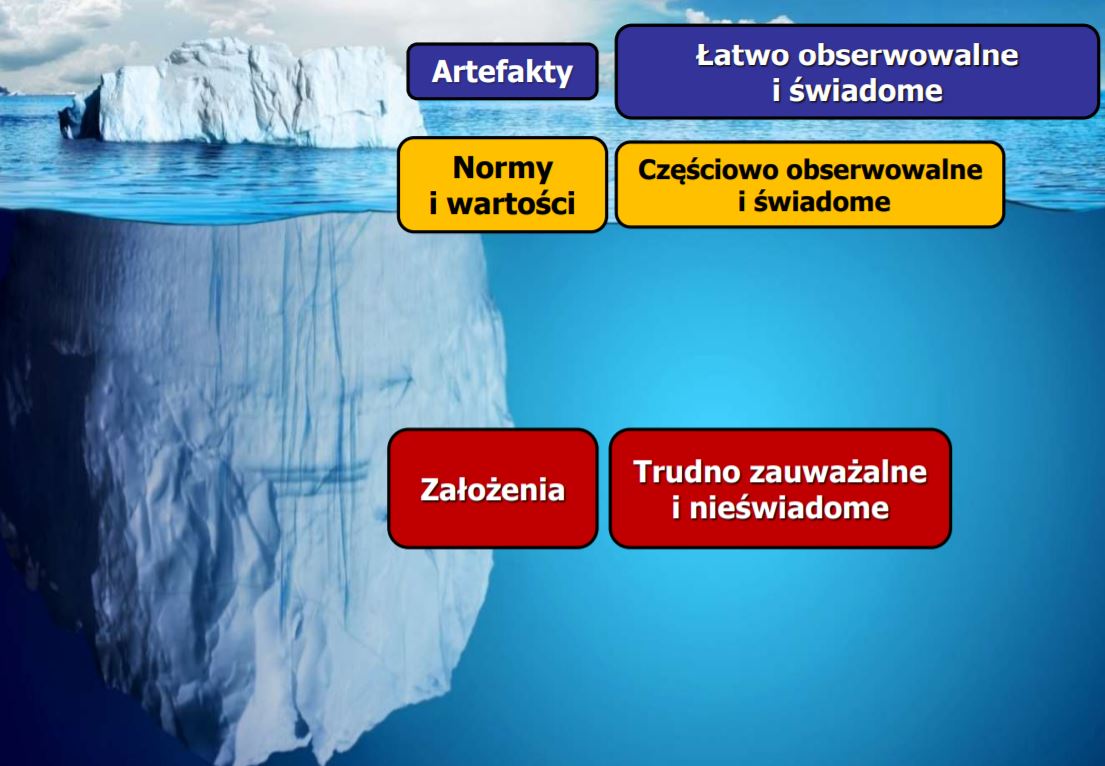 Artefakty
Łatwo obserwowalne
i świadome
Normy
i wartości
Częściowo obserwowalne
i świadome
Założenia
Trudno zauważalne
i nieświadome